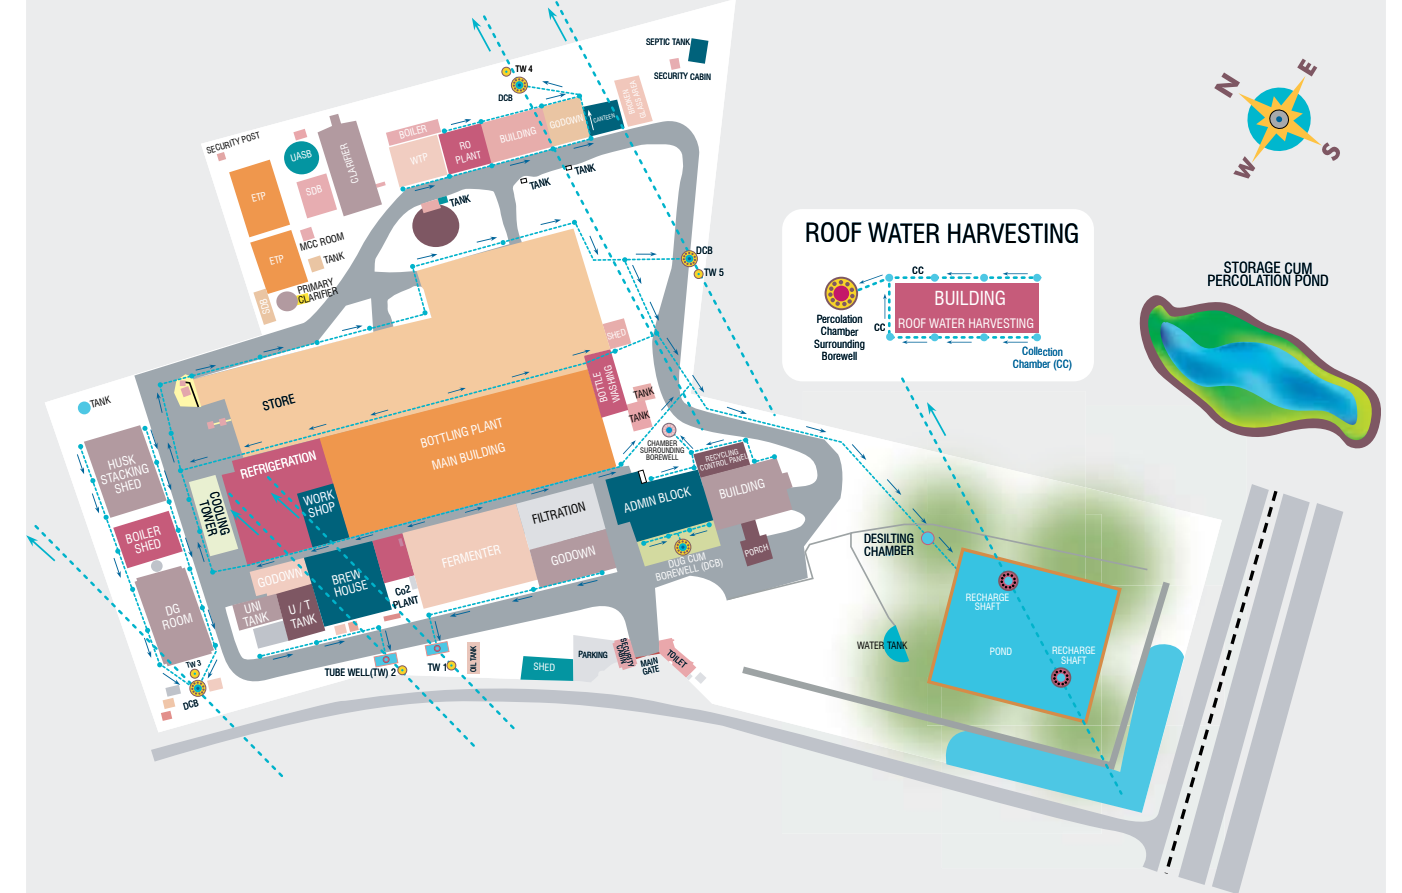 SEPTIC TANK
SECURITY CABIN
TW 4
DCB
BROKEN
GLASS AREA
CANTEEN
GODOWN
BUILDING
RO
PLANT
BOILER
WTP
TANK
TANK
TANK
SECURITY POST
UASB
CLARIFIER
SDB
ETP
MCC ROOM
ETP
TANK
PRIMARY
CLARIFIER
SDB
DCB
TW 5
N
E
S
W
ROOF WATER HARVESTING
CC
BUILDING
ROOF WATER HARVESTING
CC
Percolation
Chamber
Surrounding
Borewell
Collection
Chamber (CC)
STORAGE CUM
PERCOLATION POND
SHED
BOTTLE
WASHING
TANK
TANK
CHAMBER
SURROUNDING
BOREWELL
RECYCLING
CONTROL PANEL
STORE
BOTTLING PLANT
MAIN BUILDING
REFRIGERATION
WORK
SHOP
COOLING
TOWER
TANK
HUSK
STACKING
SHED
BOILER
SHED
DG
ROOM
TW 3
DCB
FILTRATION
ADMIN BLOCK
BUILDING
FERMENTER
GODOWN
DUG CUM
BOREWELL (DCB)
PORCH
GODOWN
BREW
HOUSE
UNI
TANK
U / T
TANK
Co2
PLANT
TUBE WELL(TW) 2
TW 1
OIL TANK
SHED
PARKING
SECURITY
CABIN
MAIN
GATE
TOILET
DESILTING
CHAMBER
WATER TANK
RECHARGE
SHAFT
POND
RECHARGE
SHAFT